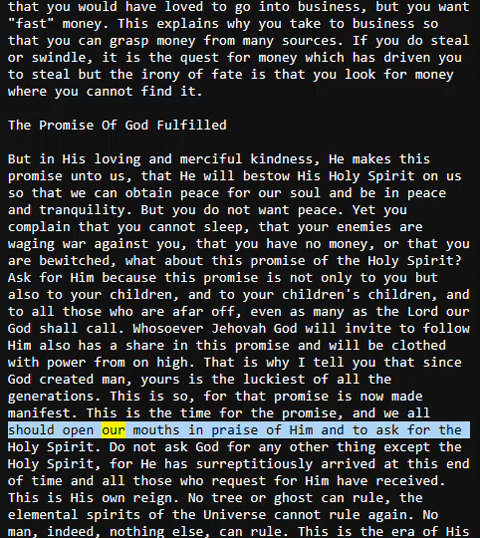 that you would have loved to go into business, but you want
"fast" money. This explains why you take to business so
that you can grasp money from many sources. If you do steal
or swindle, it is the quest for money which has driven you
to steal but the irony of fate is that you look for money
where you cannot find it.

The Promise Of God Fulfilled

But in His loving and merciful kindness, He makes this
promise unto us, that He will bestow His Holy Spirit on us
so that we can obtain peace for our soul and be in peace
and tranquility. But you do not want peace. Yet you
complain that you cannot sleep, that your enemies are
waging war against you, that you have no money, or that you
are bewitched, what about this promise of the Holy Spirit?
Ask for Him because this promise is not only to you but
also to your children, and to your children's children, and
to all those who are afar off, even as many as the Lord our
God shall call. Whosoever Jehovah God will invite to follow
Him also has a share in this promise and will be clothed
with power from on high. That is why I tell you that since
God created man, yours is the luckiest of all the
generations. This is so, for that promise is now made
manifest. This is the time for the promise, and we all
should open our mouths in praise of Him and to ask for the
Holy Spirit. Do not ask God for any other thing except the
Holy Spirit, for He has surreptitiously arrived at this end
of time and all those who request for Him have received.
This is His own reign. No tree or ghost can rule, the
elemental spirits of the Universe cannot rule again. No
man, indeed, nothing else, can rule. This is the era of His